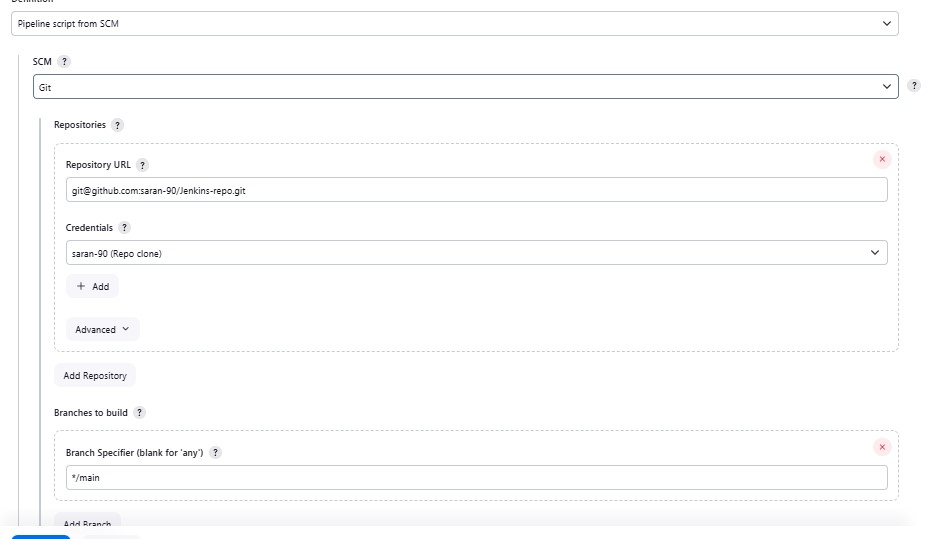 Definition
Pipeline script from SCM
SCM ?
Git
?
Repositories ?
Repository URL ?
git@github.com:saran-90/Jenkins-repo.git
Credentials ?
saran-90 (Repo clone)
+ Add
Advanced
Add Repository
Branches to build ?
Branch Specifier (blank for 'any') ?
*/main
Add Branch